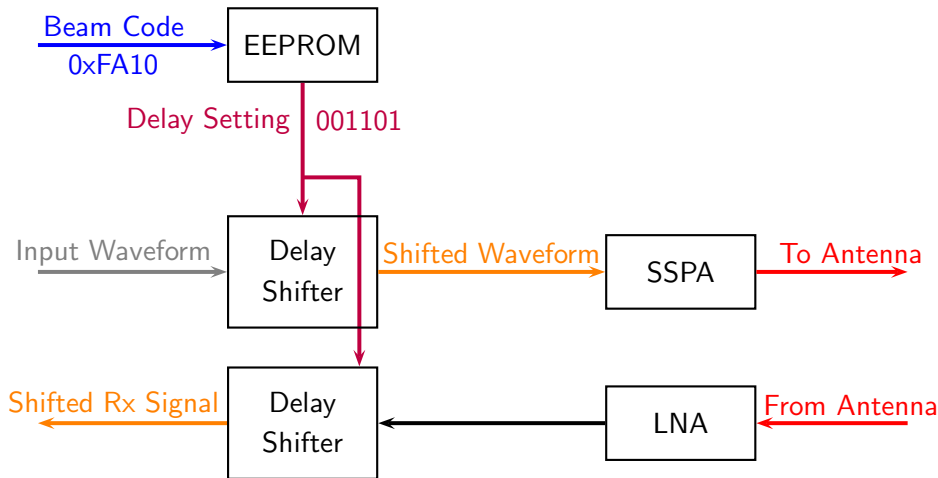 Beam Code
0xFA10
EEPROM
Delay Setting 001101
Input Waveform
Delay
Shifter
Shifted Waveform
SSPA
To Antenna
Shifted Rx Signal
Delay
Shifter
LNA
From Antenna